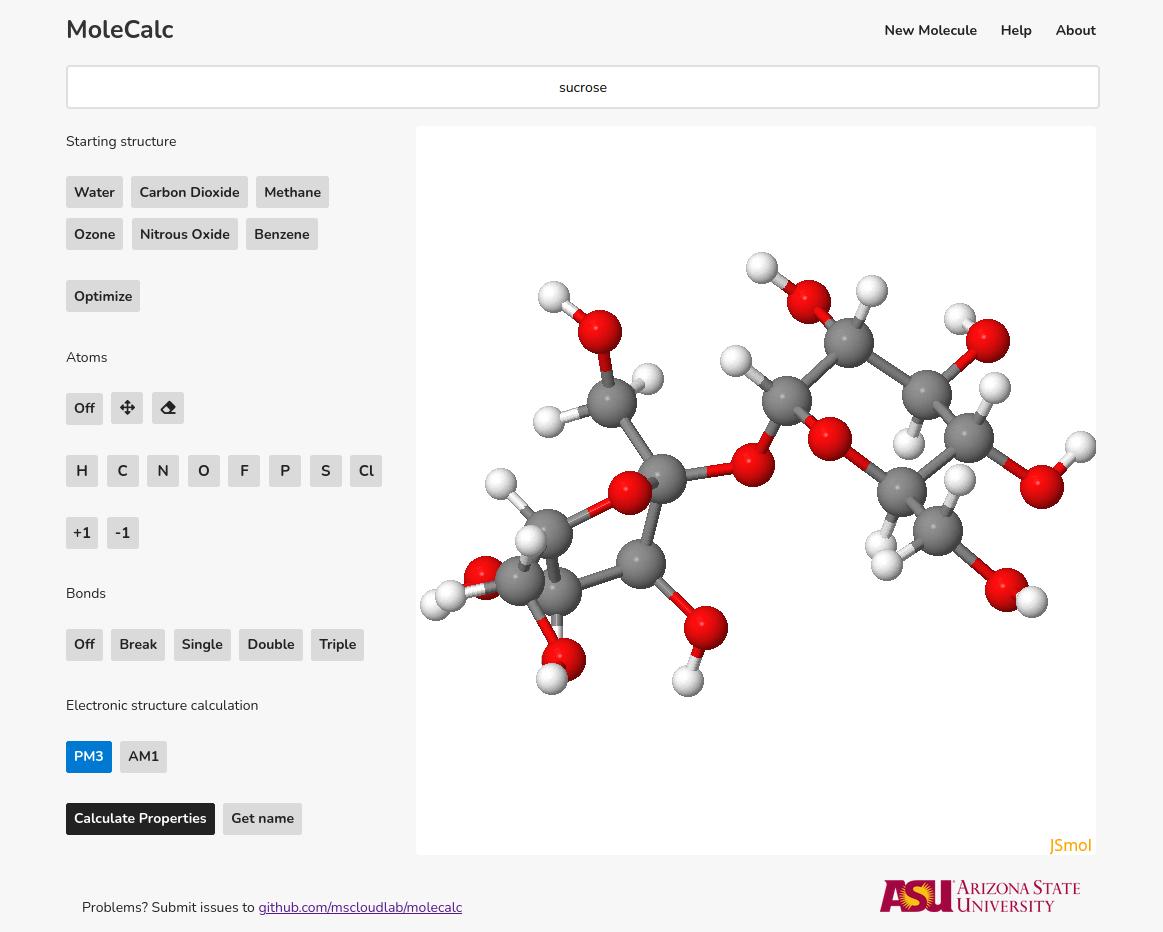 MoleCalc New Molecule Help About
sucrose
Starting structure
Water Carbon Dioxide Methane
Ozone Nitrous Oxide Benzene
Optimize
Atoms
Off
H C N O F P S Cl
+1 -1
Bonds
Off Break Single Double Triple
Electronic structure calculation
PM3 AM1
Calculate Properties Get name
JSmol
Problems? Submit issues to github.com/mscloudlab/molecalc
ASU ARIZONA STATE
UNIVERSITY